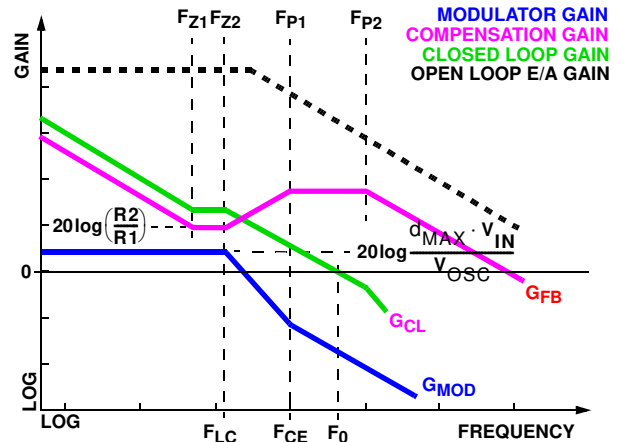 F_Z1 F_Z2 F_P1 F_P2
MODULATOR GAIN
COMPENSATION GAIN
CLOSED LOOP GAIN
OPEN LOOP E/A GAIN
GAIN
20log(R2/R1)
20log d_MAX · V_IN / V_OSC
0
G_FB
G_CL
G_MOD
LOG
LOG
F_LC F_CE F_0
FREQUENCY